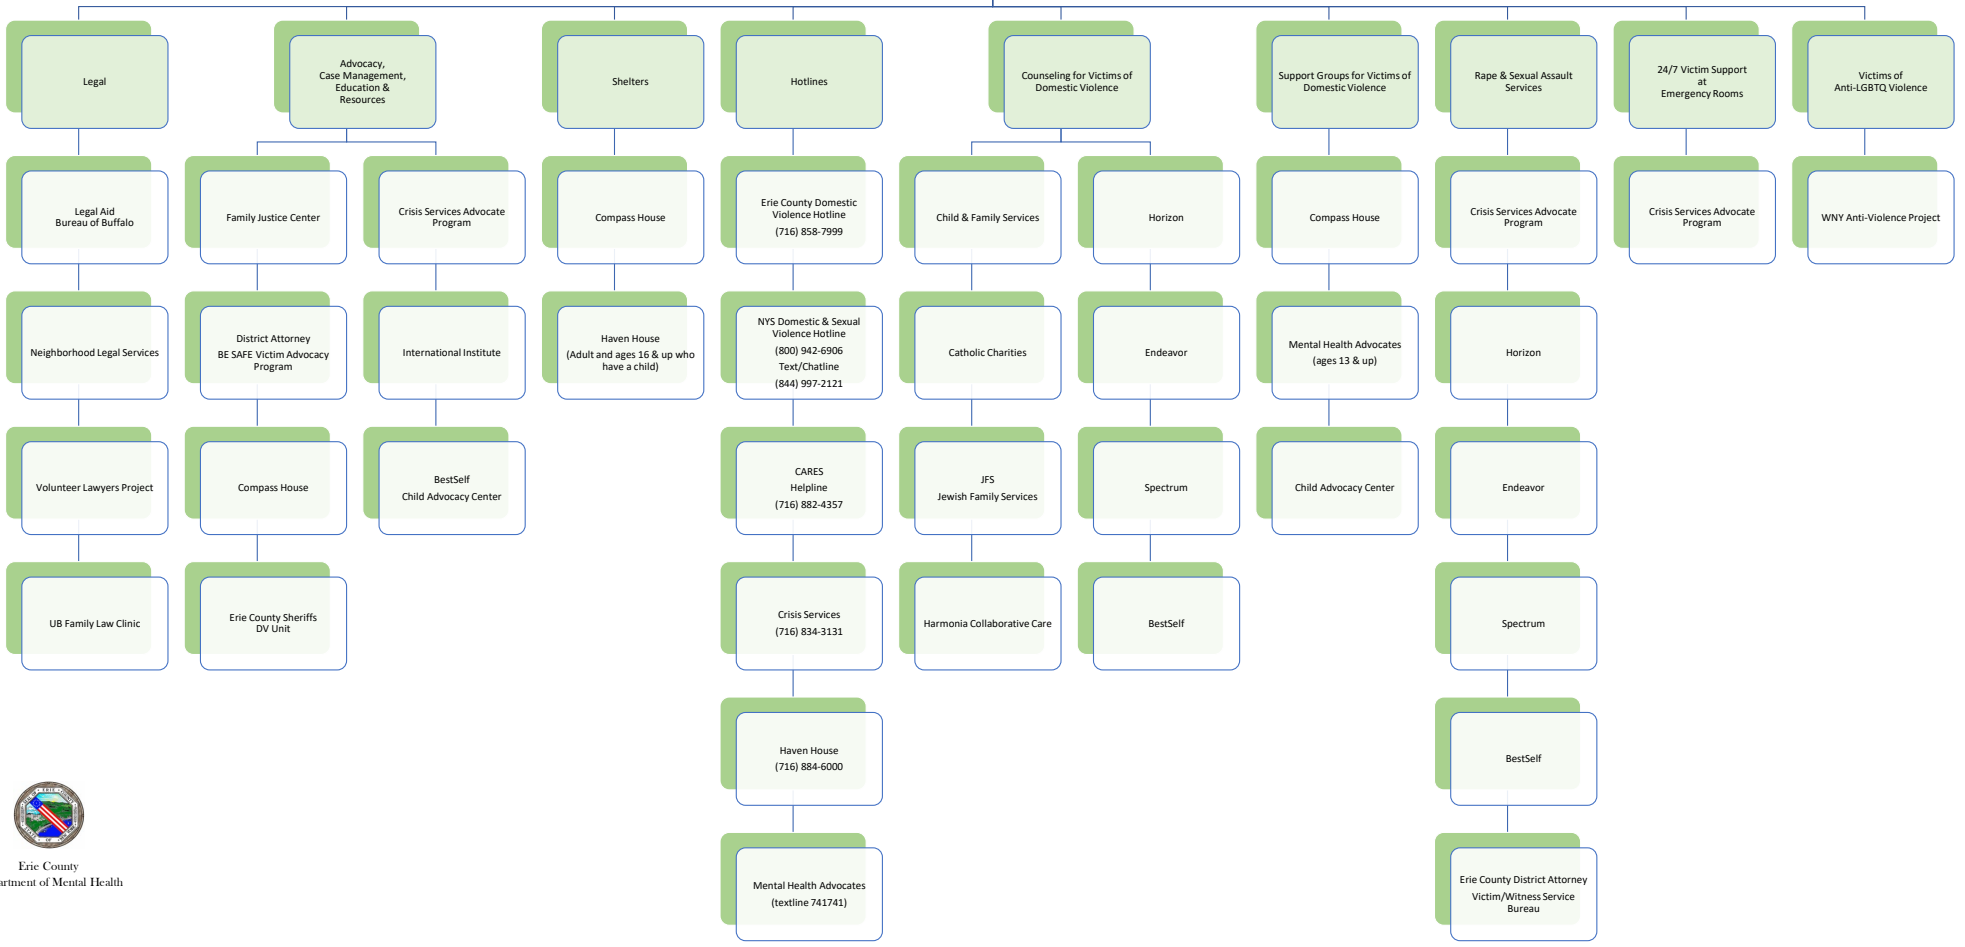 Legal
Advocacy,
Case Management,
Education &
Resources
Shelters
Hotlines
Counseling for Victims of
Domestic Violence
Support Groups for Victims of
Domestic Violence
Rape & Sexual Assault
Services
24/7 Victim Support
at
Emergency Rooms
Victims of
Anti-LGBTQ Violence
Legal Aid
Bureau of Buffalo
Neighborhood Legal Services
Volunteer Lawyers Project
UB Family Law Clinic
Family Justice Center
District Attorney
BE SAFE Victim Advocacy
Program
Compass House
Erie County Sheriffs
DV Unit
Crisis Services Advocate
Program
International Institute
BestSelf
Child Advocacy Center
Compass House
Haven House
(Adult and ages 16 & up who
have a child)
Erie County Domestic
Violence Hotline
(716) 858-7999
NYS Domestic & Sexual
Violence Hotline
(800) 942-6906
Text/Chatline
(844) 997-2121
CARES
Helpline
(716) 882-4357
Crisis Services
(716) 834-3131
Haven House
(716) 884-6000
Mental Health Advocates
(textline 741741)
Child & Family Services
Catholic Charities
JFS
Jewish Family Services
Harmonia Collaborative Care
Horizon
Endeavor
Spectrum
BestSelf
Compass House
Mental Health Advocates
(ages 13 & up)
Child Advocacy Center
Crisis Services Advocate
Program
Horizon
Endeavor
Spectrum
BestSelf
Erie County District Attorney
Victim/Witness Service
Bureau
Crisis Services Advocate
Program
WNY Anti-Violence Project
Erie County
artment of Mental Health